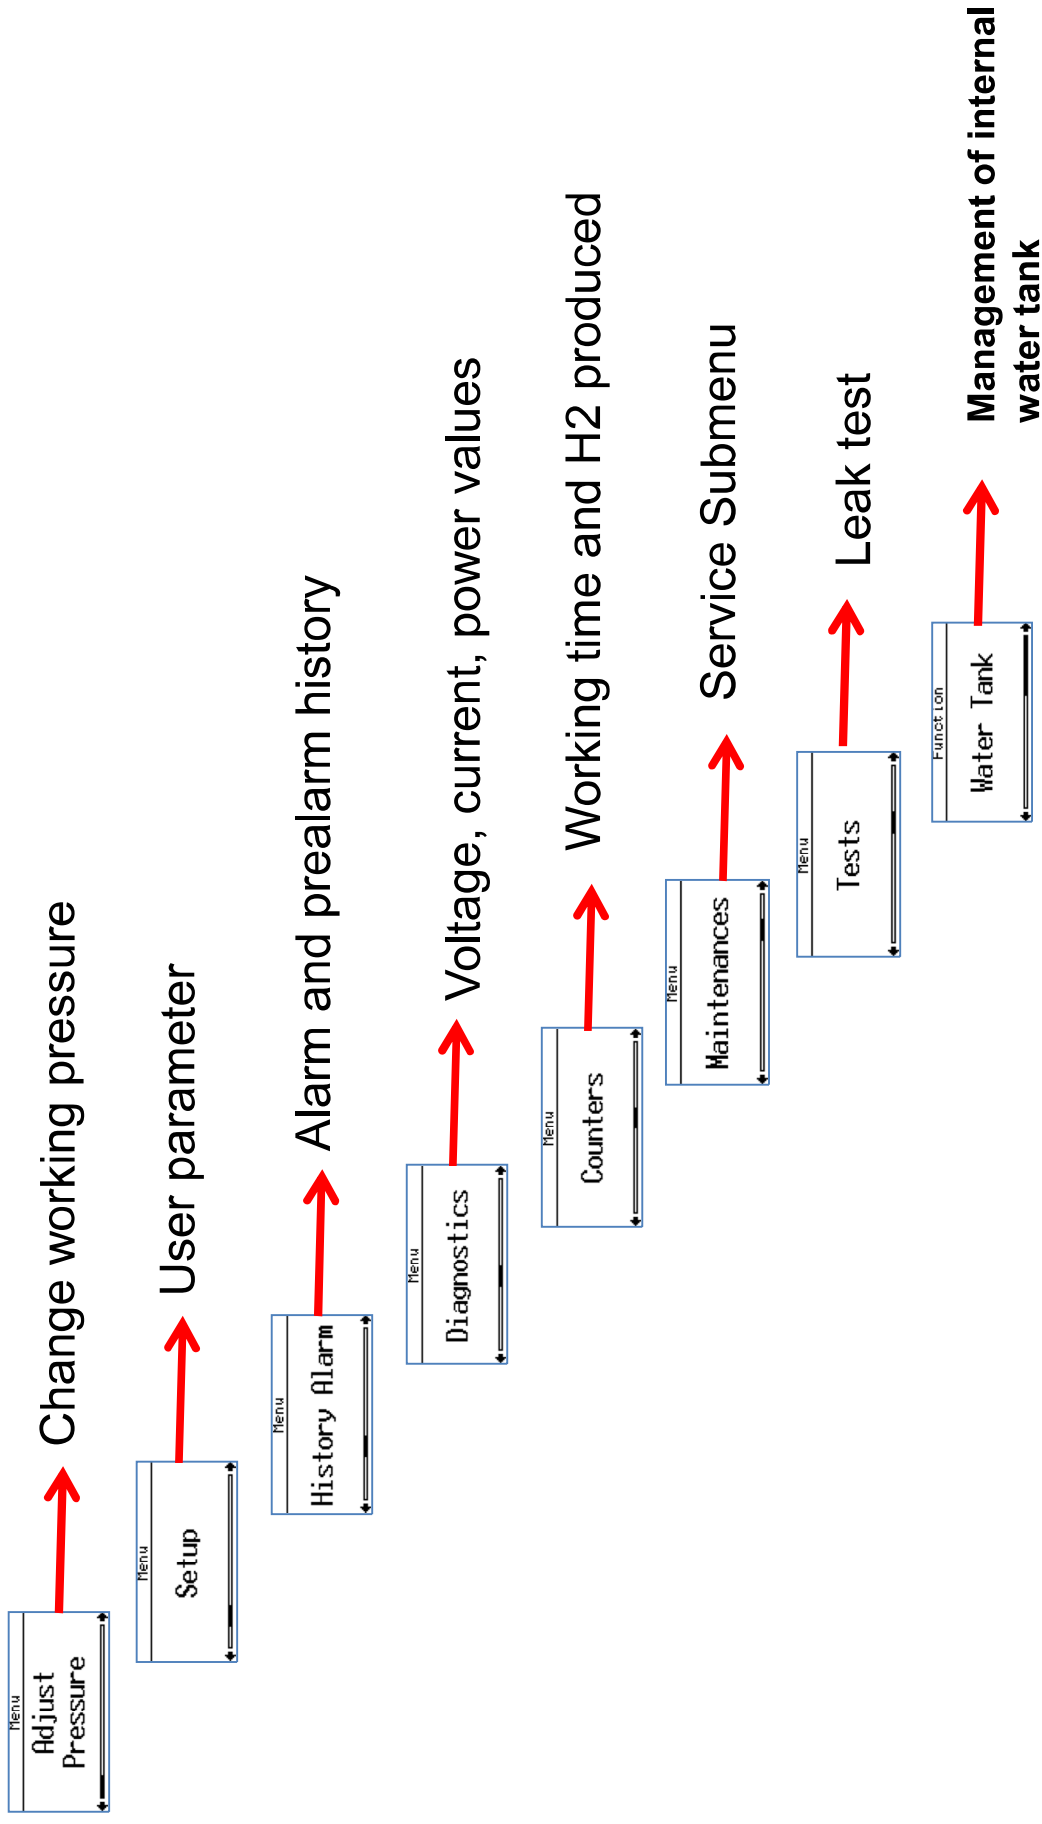 Menu
Adjust
Pressure
Change working pressure
Menu
Setup
User parameter
Menu
History Alarm
Alarm and prealarm history
Menu
Diagnostics
Voltage, current, power values
Menu
Counters
Working time and H2 produced
Menu
Maintenances
Service Submenu
Menu
Tests
Leak test
Function
Water Tank
Management of internal
water tank